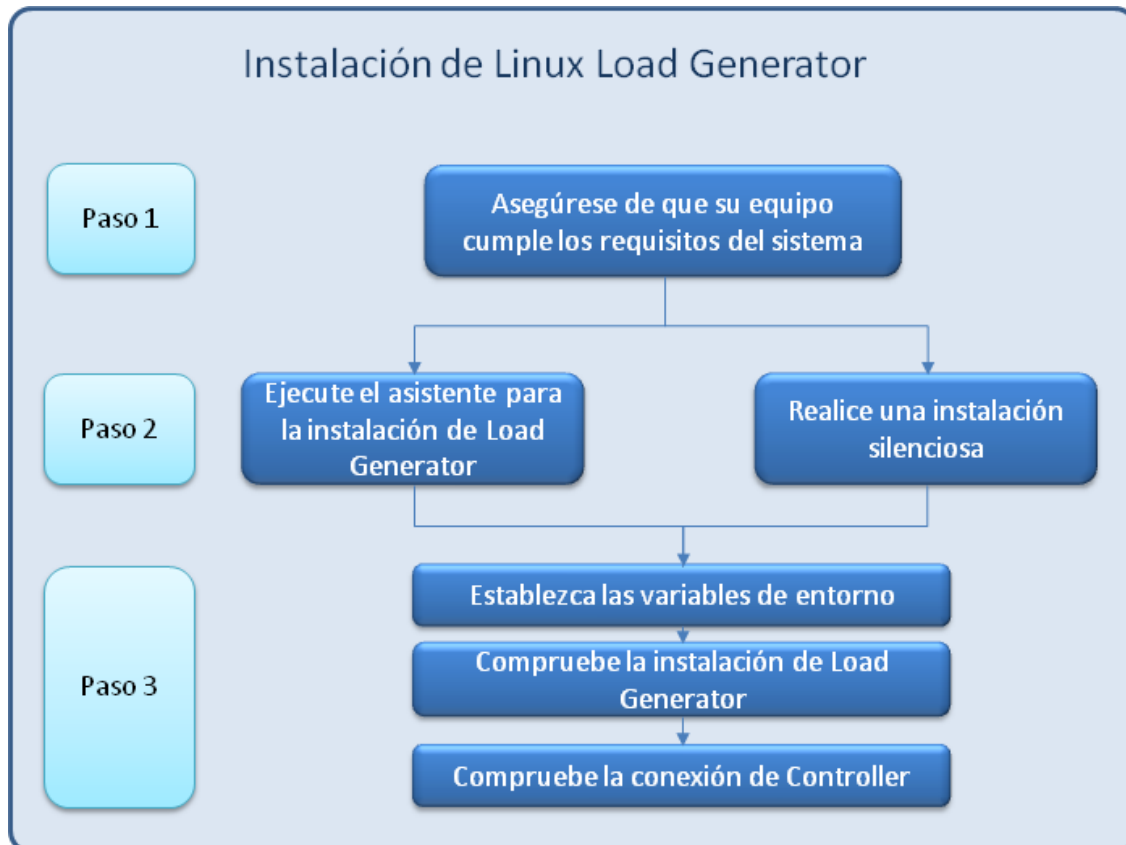 Instalación de Linux Load Generator
Paso 1
Asegúrese de que su equipo
cumple los requisitos del sistema
Paso 2
Ejecute el asistente para
la instalación de Load
Generator
Realice una instalación
silenciosa
Paso 3
Establezca las variables de entorno
Compruebe la instalación de Load
Generator
Compruebe la conexión de Controller